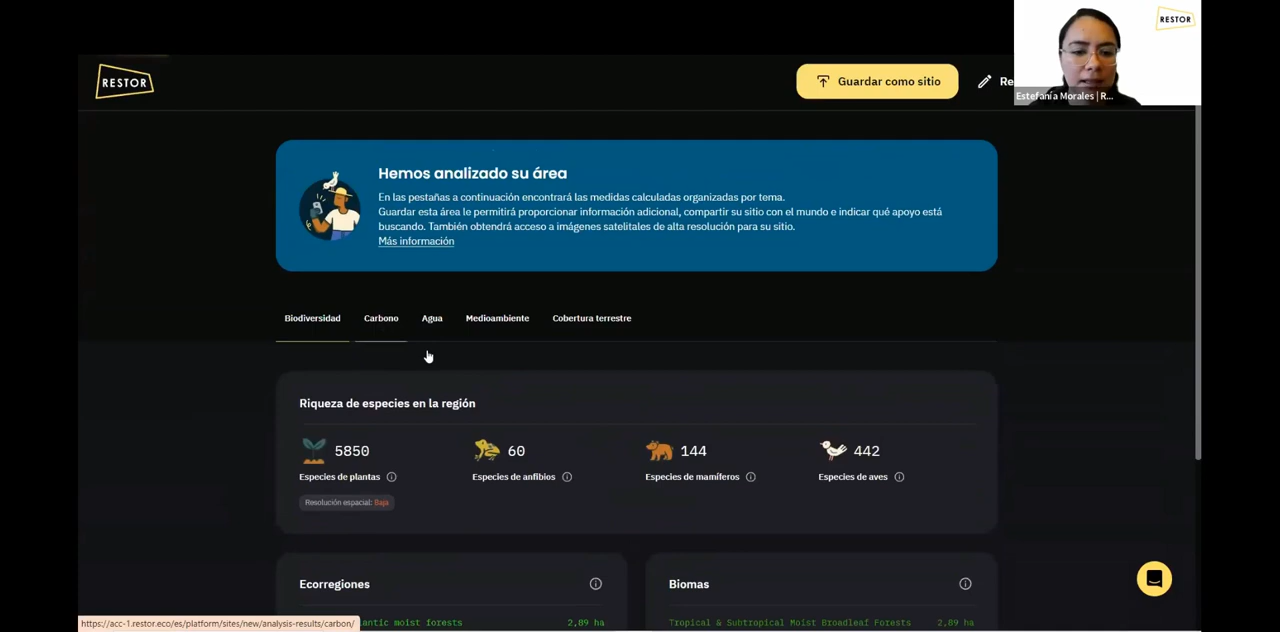 RESTOR
RESTOR
Guardar como sitio
Re
Estefanía Morales | R...
Hemos analizado su área
En las pestañas a continuación encontrará las medidas calculadas organizadas por tema.
Guardar esta área le permitirá proporcionar información adicional, compartir su sitio con el mundo e indicar qué apoyo está
buscando. También obtendrá acceso a imágenes satelitales de alta resolución para su sitio.
Más información
Biodiversidad Carbono Agua Medioambiente Cobertura terrestre
Riqueza de especies en la región
5850 60 144 442
Especies de plantas Especies de anfibios Especies de mamíferos Especies de aves
Resolución espacial: Baja
Ecorregiones Biomas
lantic moist forests 2,89 ha Tropical & Subtropical Moist Broadleaf Forests 2,89 ha
https://acc-1.restor.eco/es/platform/sites/new/analysis-results/carbon/